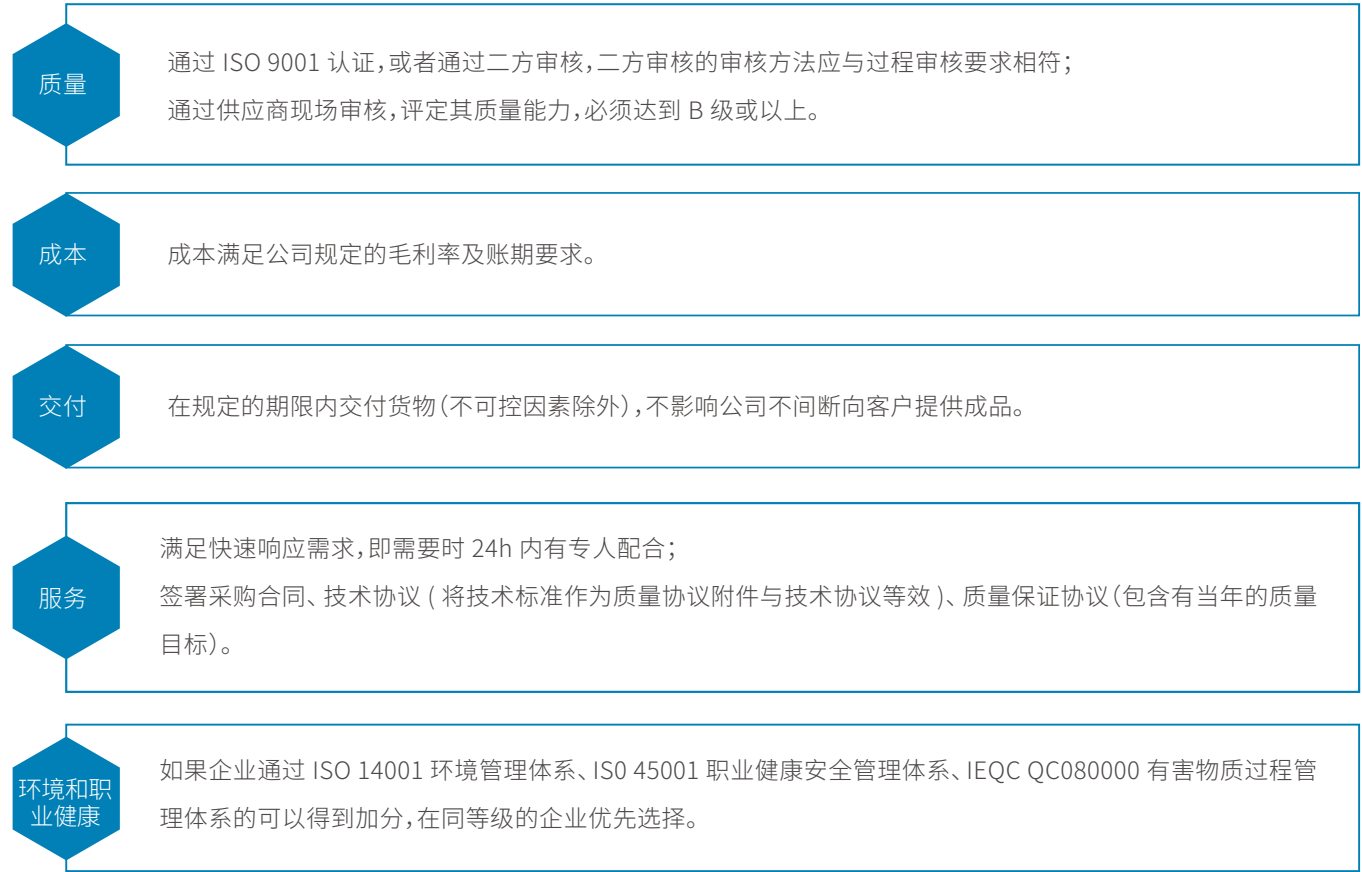 质量
通过 ISO 9001 认证,或者通过二方审核,二方审核的审核方法应与过程审核要求相符;
通过供应商现场审核,评定其质量能力,必须达到 B 级或以上。
成本
成本满足公司规定的毛利率及账期要求。
交付
在规定的期限内交付货物(不可控因素除外),不影响公司不间断向客户提供成品。
服务
满足快速响应需求,即需要时 24h 内有专人配合;
签署采购合同、技术协议 ( 将技术标准作为质量协议附件与技术协议等效 )、质量保证协议(包含有当年的质量
目标)。
环境和职
业健康
如果企业通过 ISO 14001 环境管理体系、IS0 45001 职业健康安全管理体系、IEQC QC080000 有害物质过程管
理体系的可以得到加分,在同等级的企业优先选择。